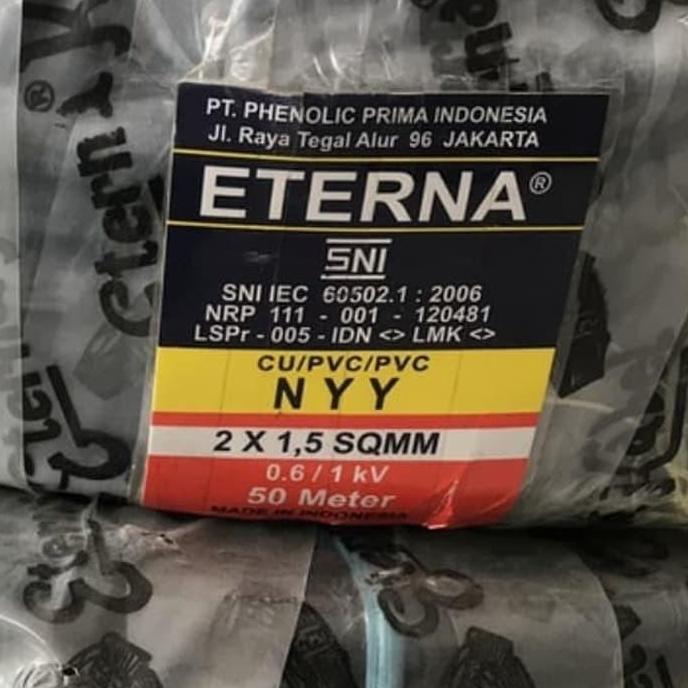 PT. PHENOLIC PRIMA INDONESIA
Jl. Raya Tegal Alur 96 JAKARTA
ETERNA®
SNI
SNI IEC 60502.1 : 2006
NRP 111 - 001 - 120481
LSPr - 005 - IDN <> LMK <>
CU/PVC/PVC
NYY
2 X 1,5 SQMM
0.6 / 1 kV
50 Meter
MADE IN INDONESIA
Eterna